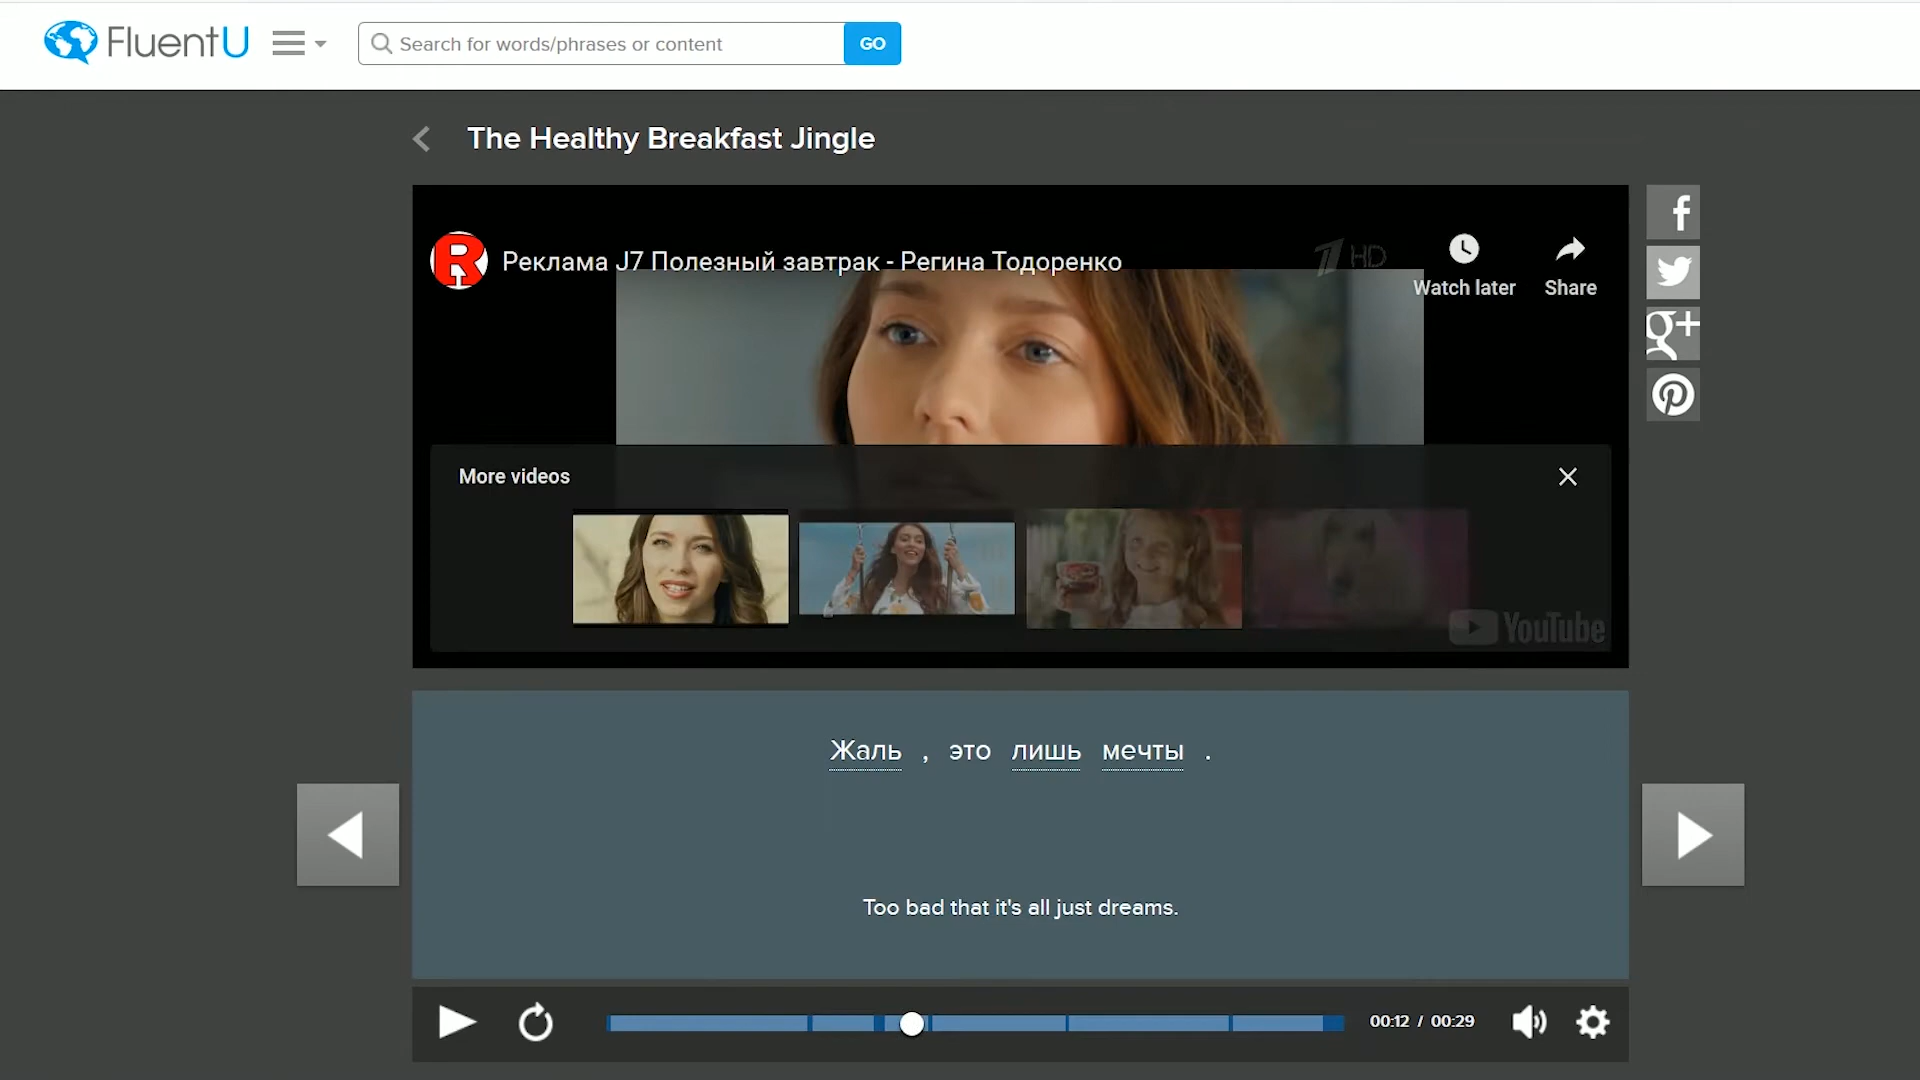 FluentU
Search for words/phrases or content
GO
The Healthy Breakfast Jingle
Реклама J7 Полезный завтрак - Регина Тодоренко
HD
Watch later
Share
f
g+
More videos
YouTube
Жаль , это лишь мечты .
Too bad that it's all just dreams.
00:12 / 00:29